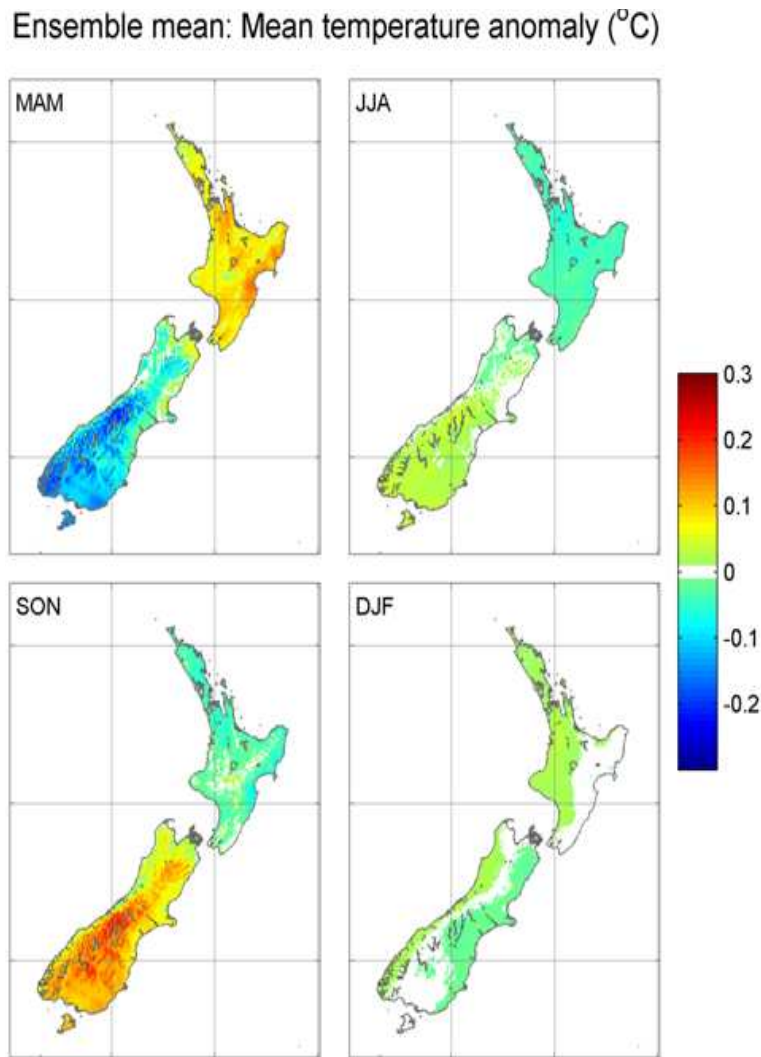 Ensemble mean: Mean temperature anomaly (°C)
MAM
JJA
0.3
0.2
0.1
0
-0.1
-0.2
SON
DJF